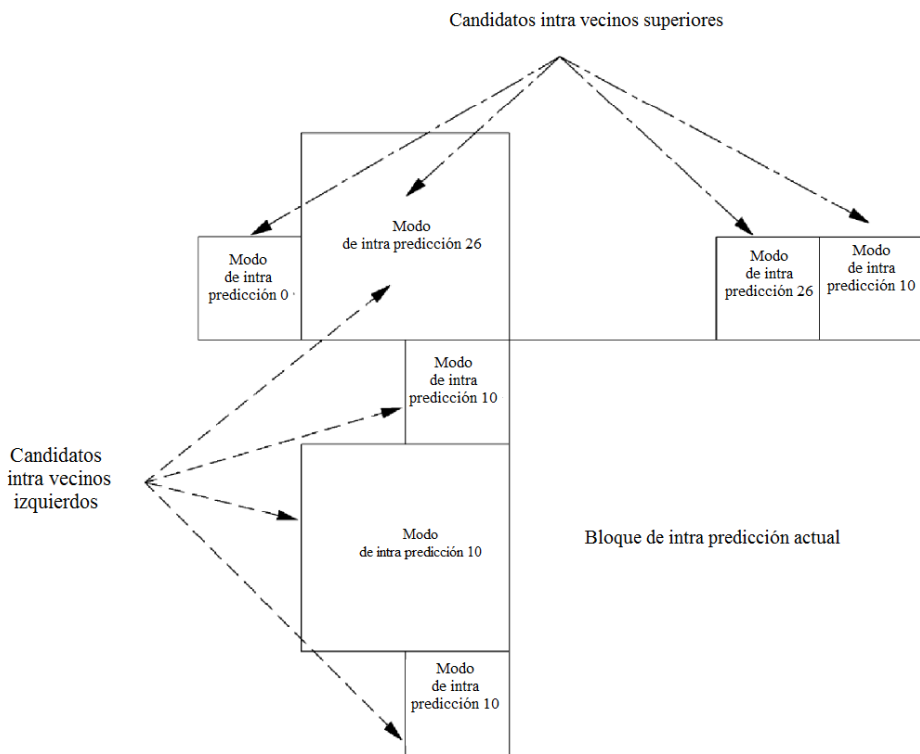 Candidatos intra vecinos superiores
Modo
de intra predicción 26
Modo
de intra
predicción 0
Modo
de intra
predicción 26
Modo
de intra
predicción 10
Modo
de intra
predicción 10
Candidatos
intra vecinos
izquierdos
Modo
de intra predicción 10
Bloque de intra predicción actual
Modo
de intra
predicción 10